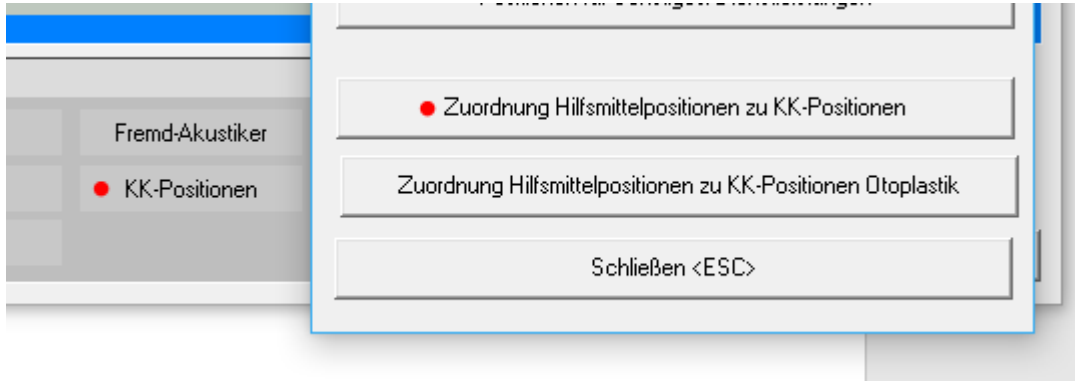 Fremd-Akustiker
KK-Positionen
Zuordnung Hilfsmittelpositionen zu KK-Positionen
Zuordnung Hilfsmittelpositionen zu KK-Positionen Otoplastik
Schließen <ESC>